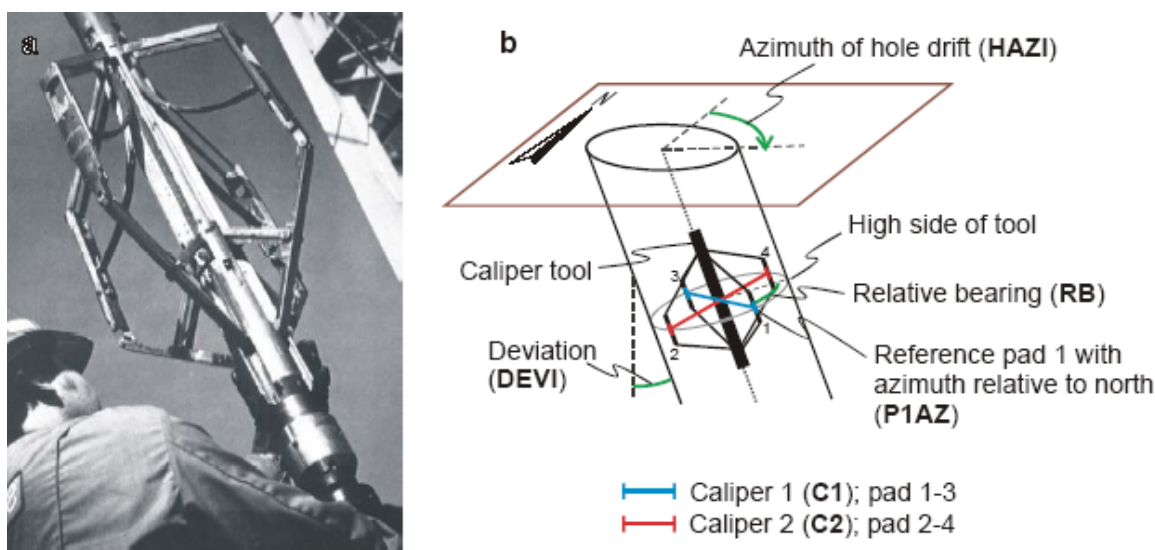 a
b
Azimuth of hole drift (HAZI)
N
High side of tool
Caliper tool
3
4
Relative bearing (RB)
1
2
Deviation
(DEVI)
Reference pad 1 with
azimuth relative to north
(P1AZ)
Caliper 1 (C1); pad 1-3
Caliper 2 (C2); pad 2-4